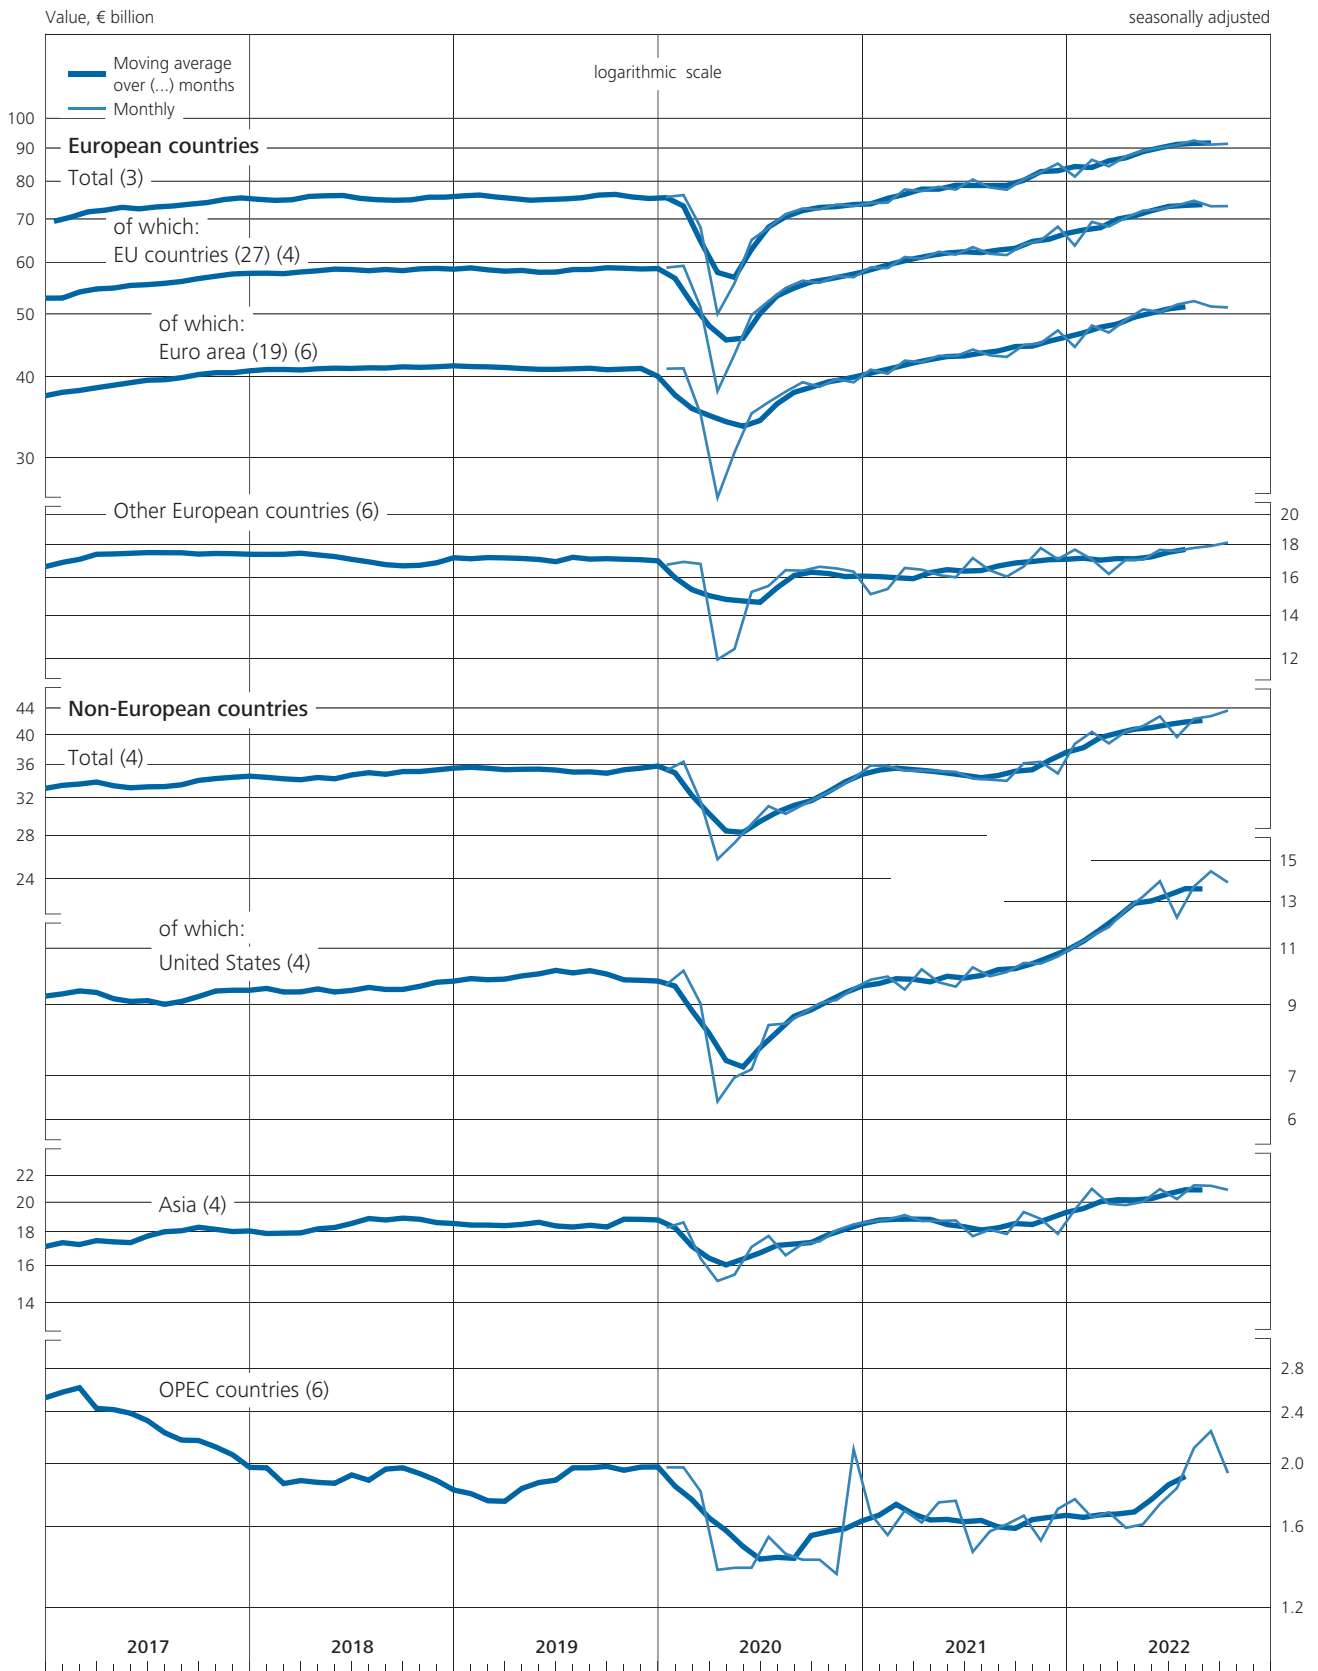 Value, € billion
seasonally adjusted
Moving average
over (...) months
Monthly
logarithmic scale
100
90
80
70
60
50
40
30
European countries
Total (3)
of which:
EU countries (27) (4)
of which:
Euro area (19) (6)
Other European countries (6)
20
18
16
14
12
44
40
36
32
28
24
Non-European countries
Total (4)
15
13
11
9
7
6
of which:
United States (4)
22
20
18
16
14
Asia (4)
2.8
2.4
2.0
1.6
1.2
OPEC countries (6)
2017
2018
2019
2020
2021
2022